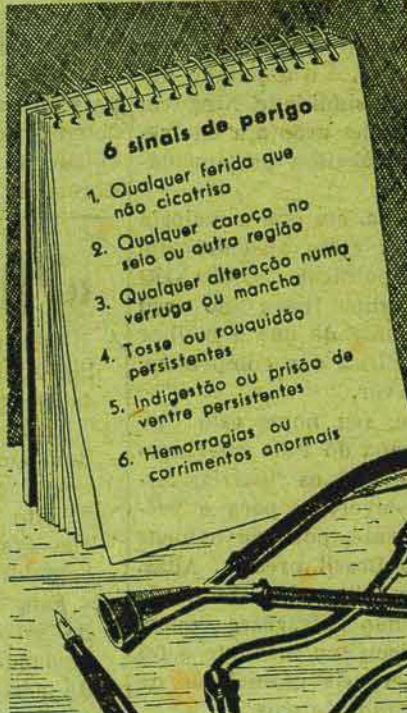 6 sinais de perigo
1. Qualquer ferida que
não cicatrisa
2. Qualquer caroço no
seio ou outra região
3. Qualquer alteração numa
verruga ou mancha
4. Tosse ou rouquidão
persistentes
5. Indigestão ou prisão de
ventre persistentes
6. Hemorragias ou
corrimentos anormais